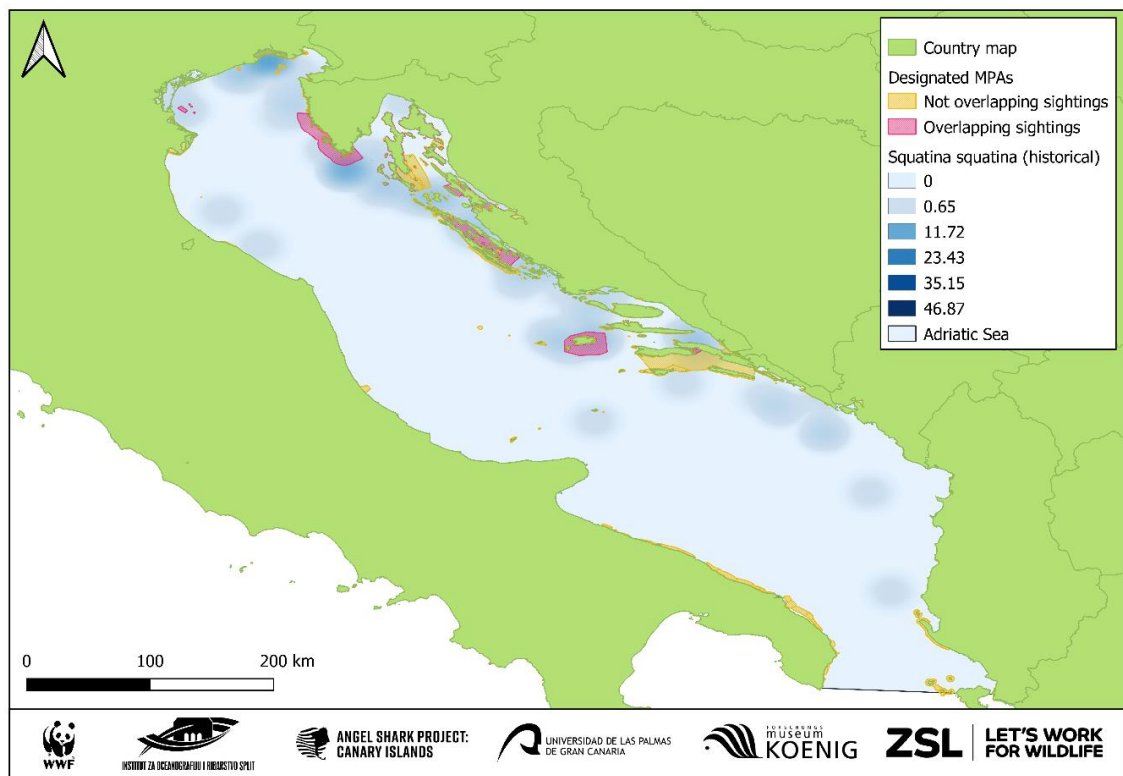 Country map
Designated MPAs
Not overlapping sightings
Overlapping sightings
Squatina squatina (historical)
0
0.65
11.72
23.43
35.15
46.87
Adriatic Sea
0 100 200 km
WWF
INSTITUT ZA OCEANOGRAFIJU I RIBARSTVO SPLIT
ANGEL SHARK PROJECT:
CANARY ISLANDS
UNIVERSIDAD DE LAS PALMAS
DE GRAN CANARIA
FORSCHUNGS
museum
KOENIG
ZSL
LET'S WORK
FOR WILDLIFE